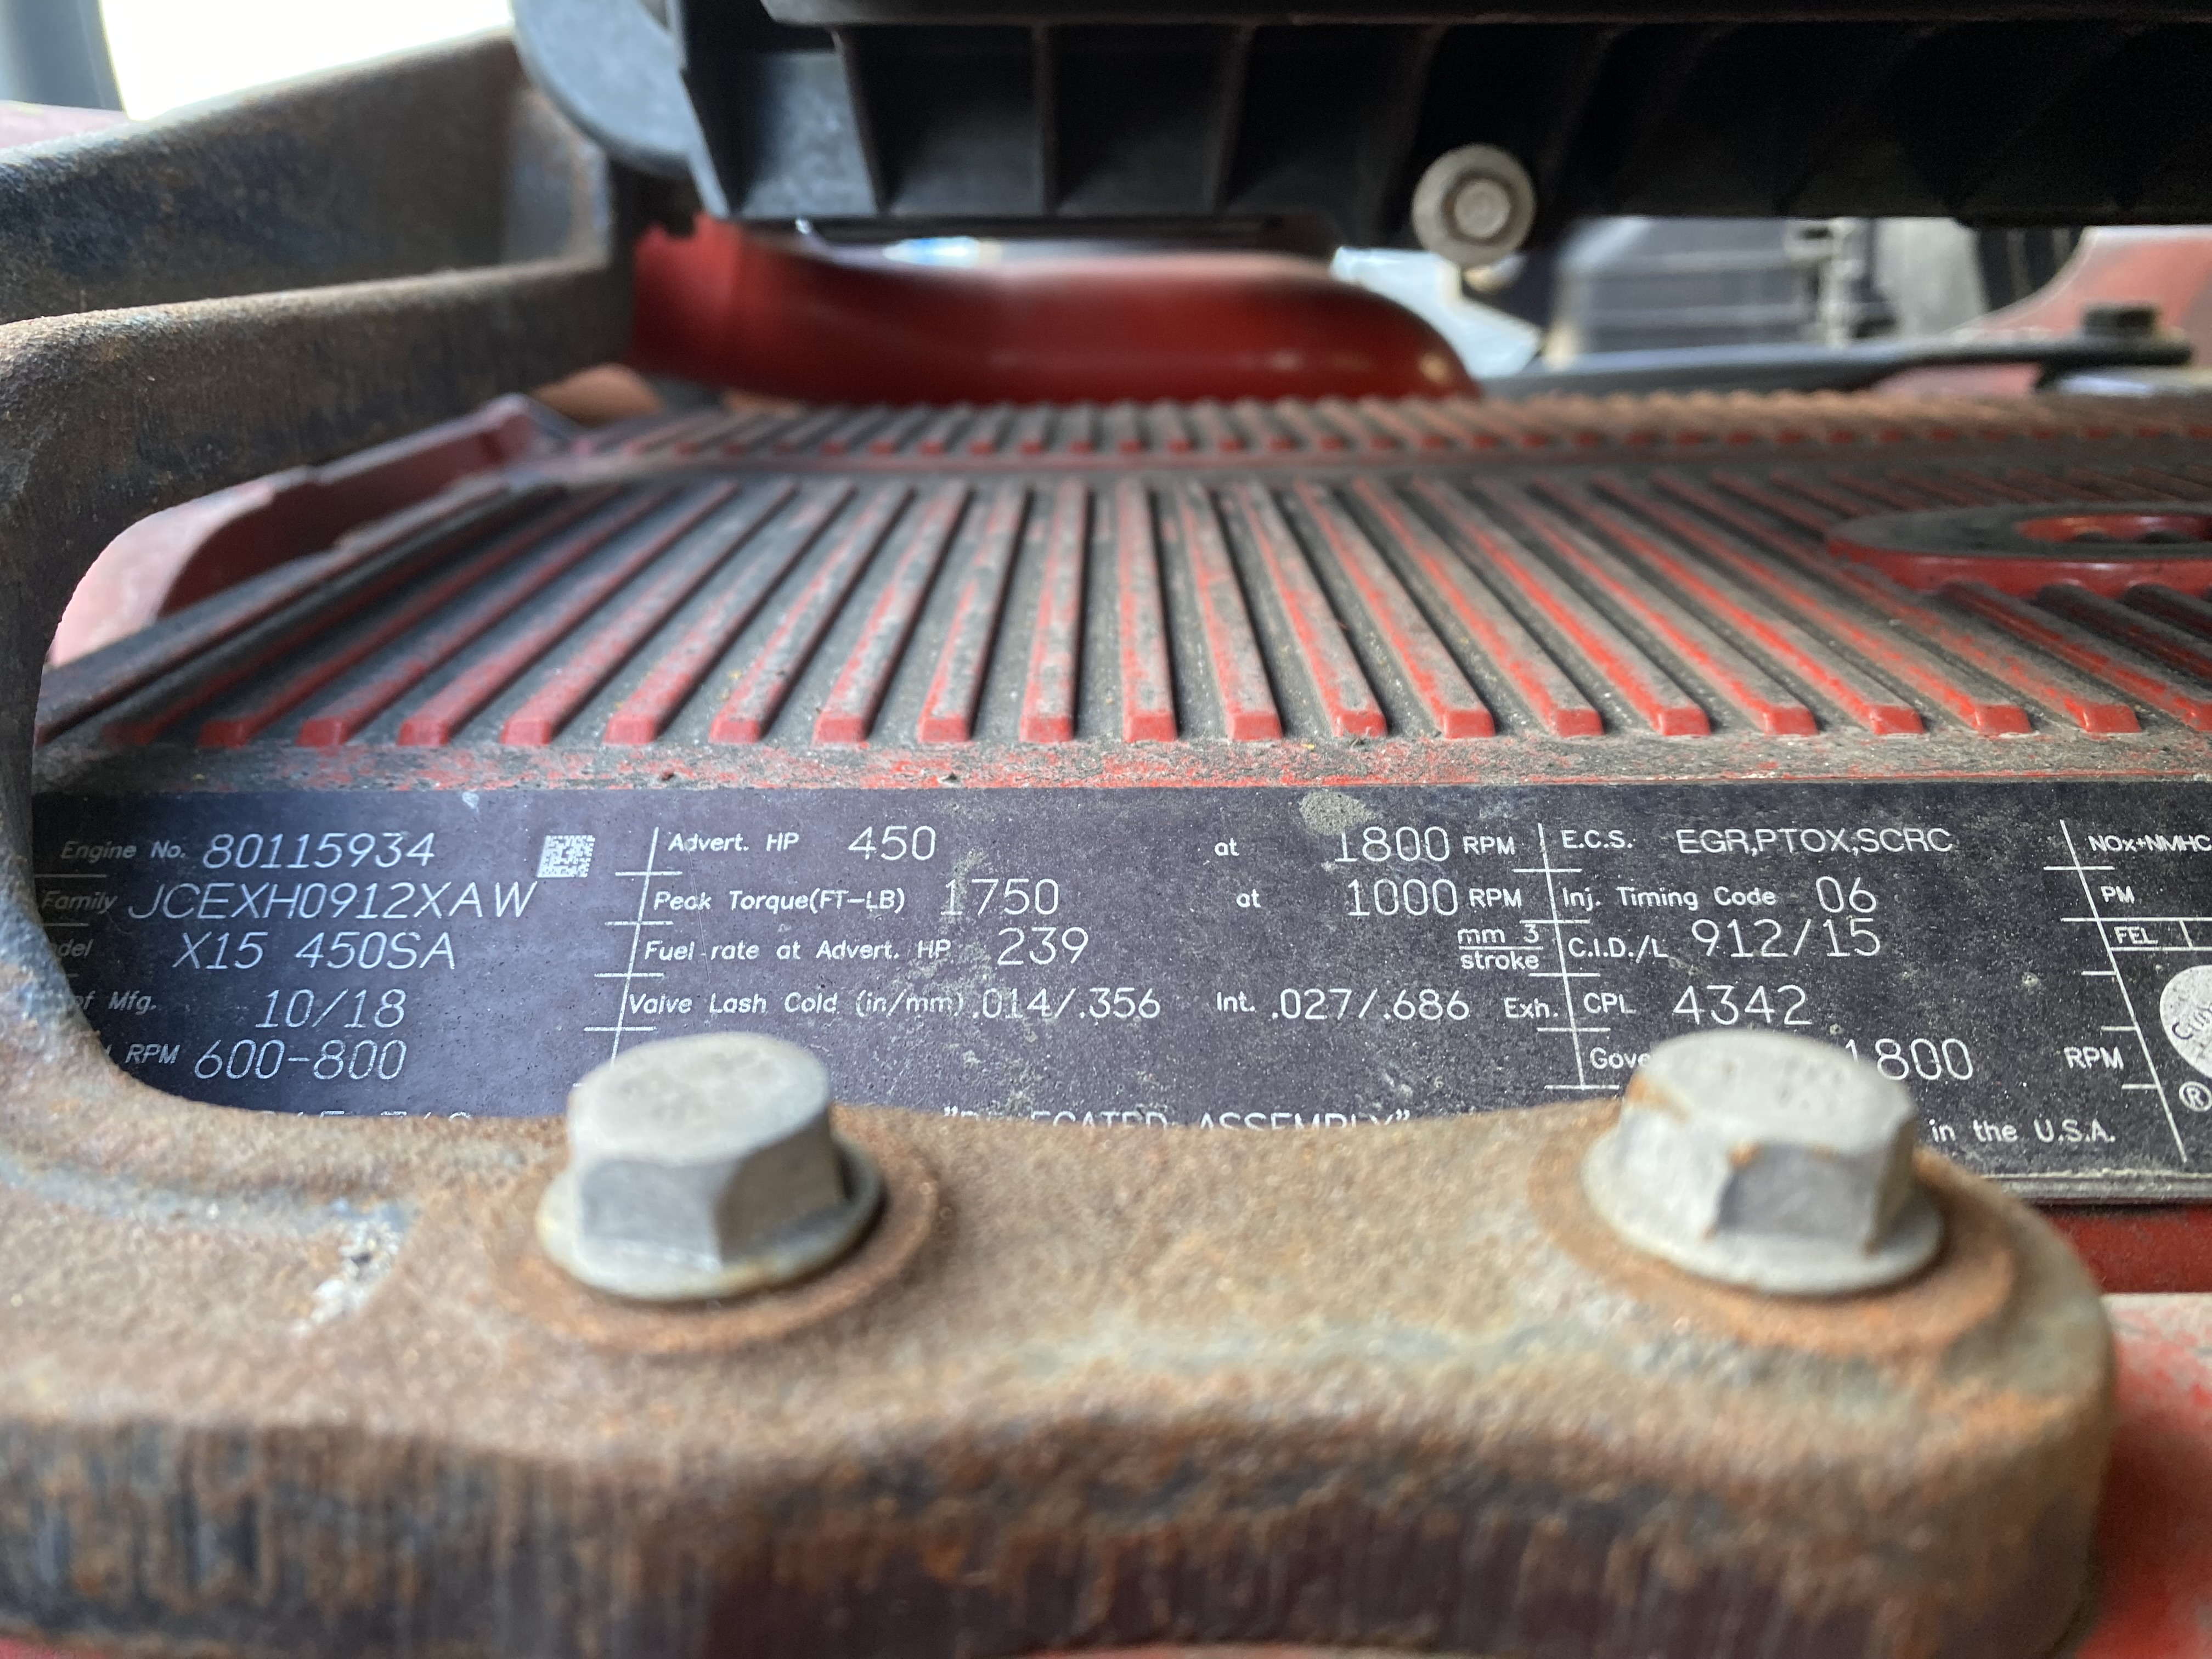 Engine No. 80115934
Family JCEXH0912XAW
X15 450SA
Mfg. 10/18
RPM 600-800
Advert. HP 450 at 1800 RPM
Peak Torque(FT-LB) 1750 at 1000 RPM
Fuel rate at Advert. HP 239 mm 3 / stroke
Valve Lash Cold (in/mm) .014/.356 Int. .027/.686 Exh.
ASSEMBLY"
E.C.S. EGR,PTOX,SCRC
Inj. Timing Code 06
C.I.D./L 912/15
CPL 4342
1800 RPM
in the U.S.A.
NOx+NMHC
PM
FEL
®